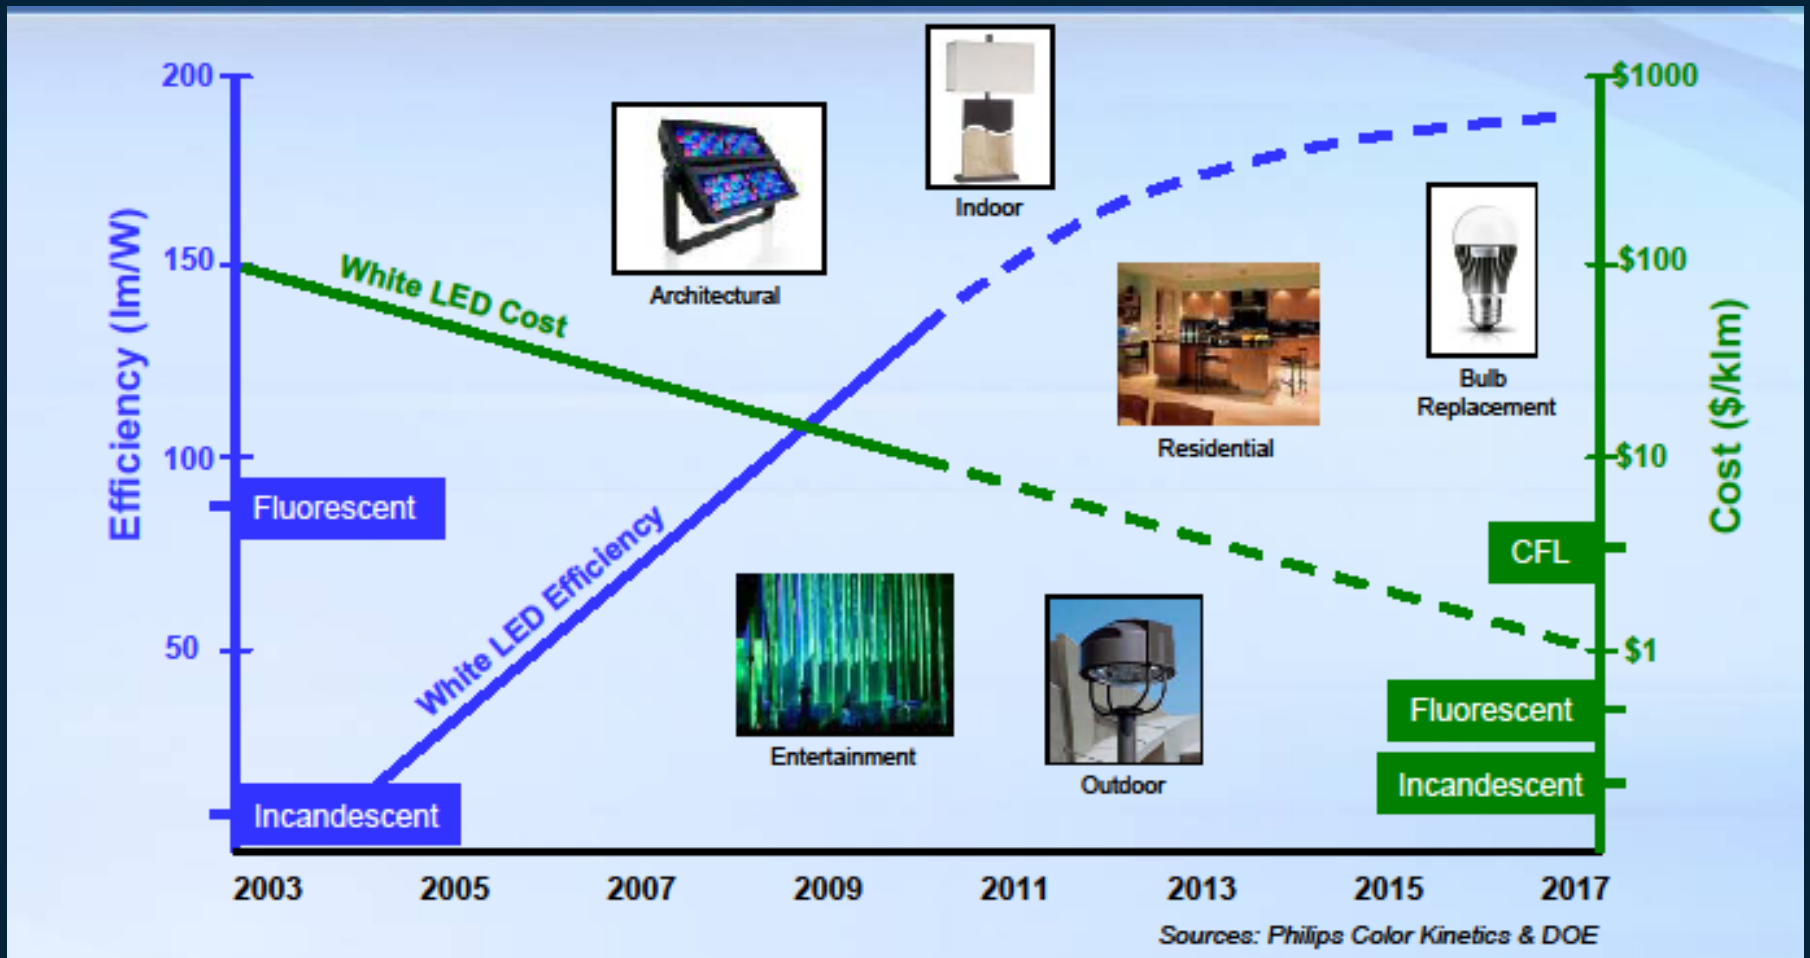 200
150
100
50
Efficiency (lm/W)
Fluorescent
Incandescent
White LED Cost
White LED Efficiency
Architectural
Indoor
Residential
Bulb
Replacement
Entertainment
Outdoor
$1000
$100
$10
$1
Cost ($/klm)
CFL
Fluorescent
Incandescent
2003 2005 2007 2009 2011 2013 2015 2017
Sources: Philips Color Kinetics & DOE